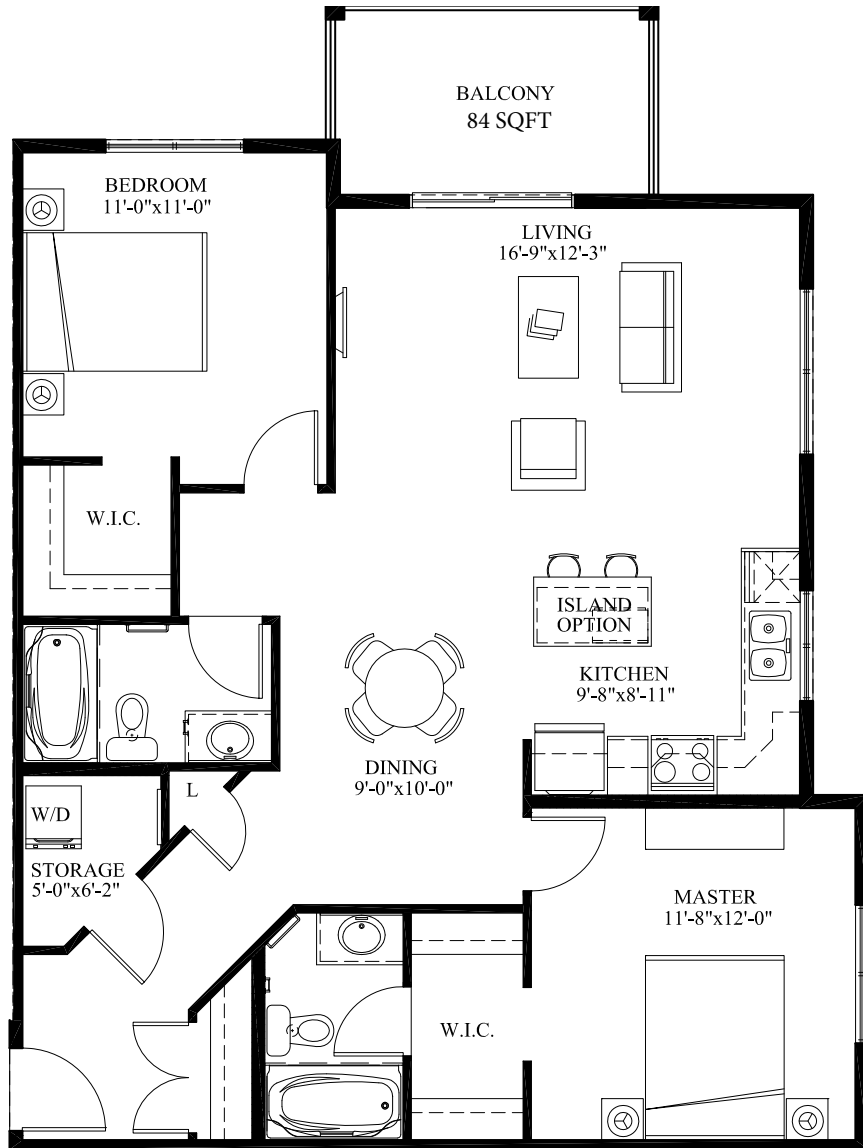 BALCONY
84 SQFT
BEDROOM
11'-0"x11'-0"
LIVING
16'-9"x12'-3"
W.I.C.
ISLAND
OPTION
KITCHEN
9'-8"x8'-11"
DINING
9'-0"x10'-0"
L
W/D
STORAGE
5'-0"x6'-2"
MASTER
11'-8"x12'-0"
W.I.C.